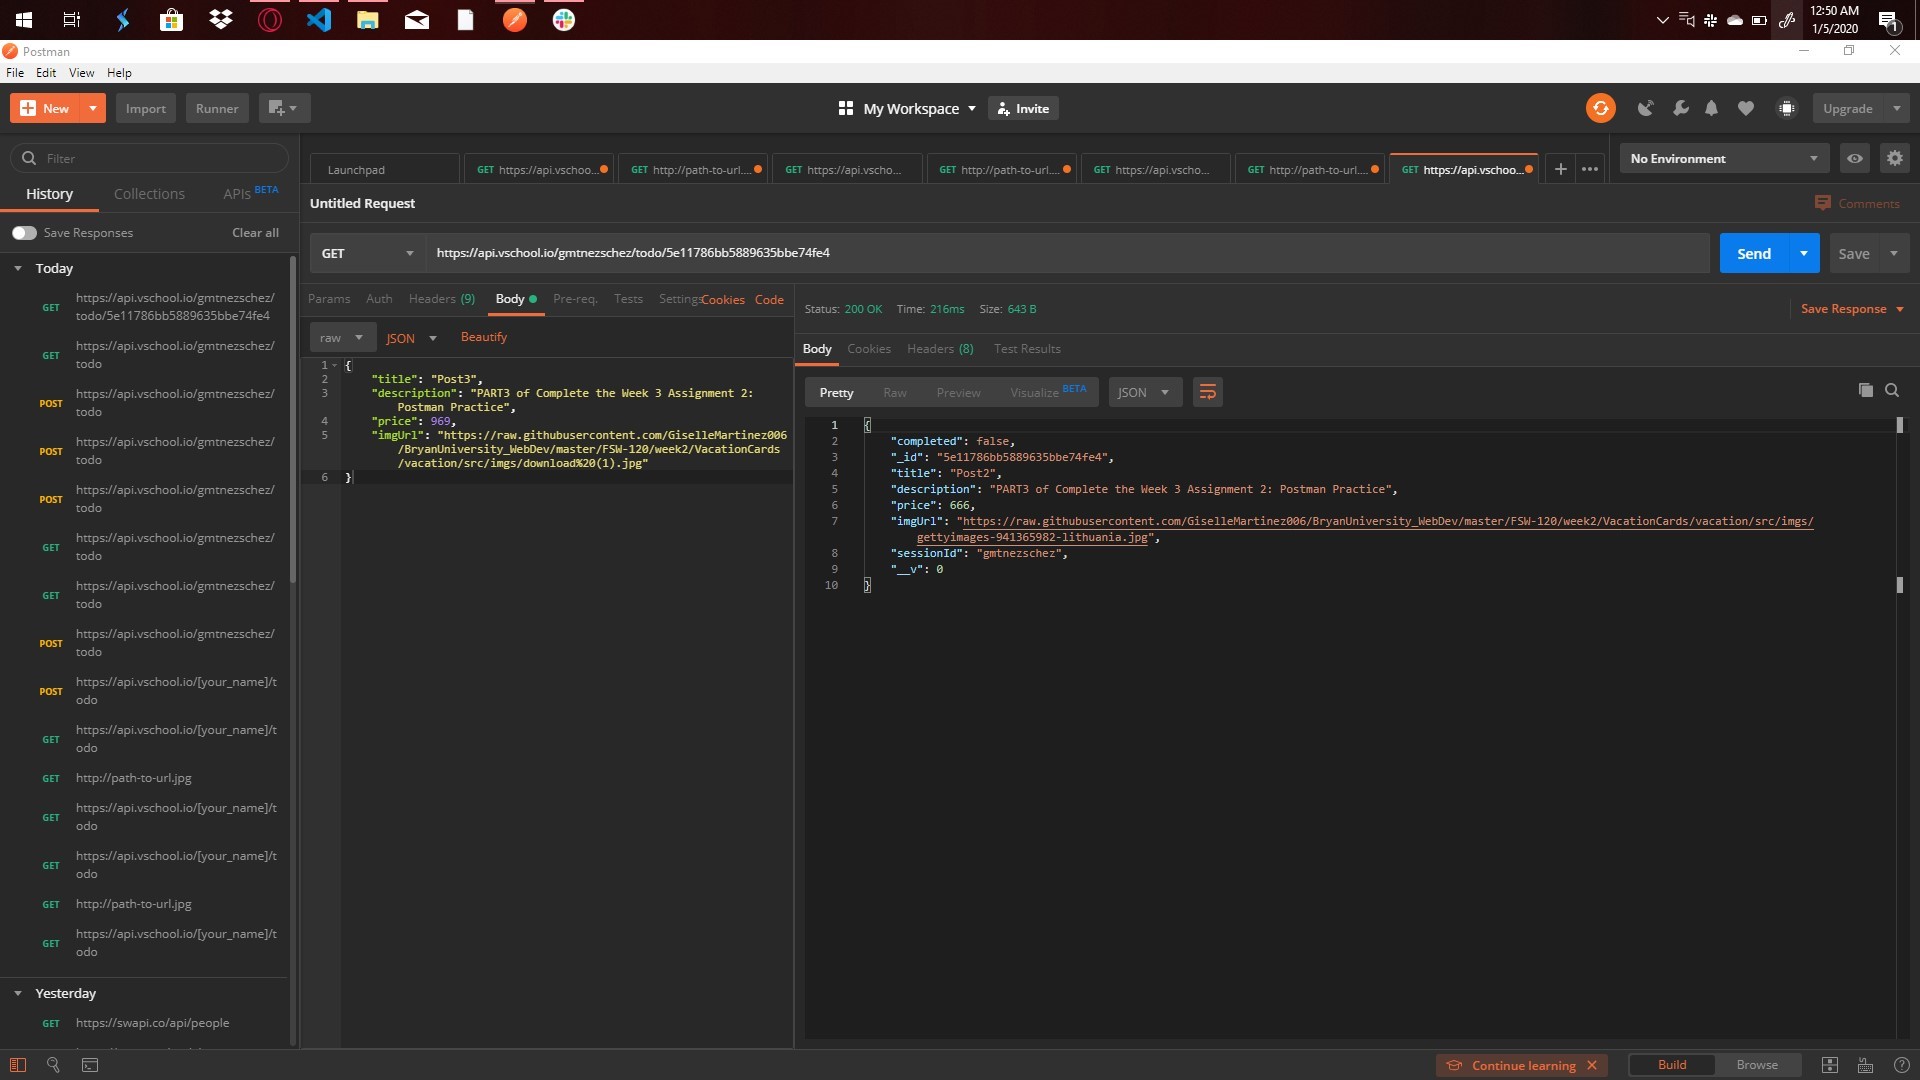 12:50 AM
1/5/2020
1
Postman
File Edit View Help
New Import Runner My Workspace Invite Upgrade
Filter
History Collections APIs BETA
Save Responses Clear all
Today
GET https://api.vschool.io/gmtnezschez/
todo/5e11786bb5889635bbe74fe4
GET https://api.vschool.io/gmtnezschez/
todo
POST https://api.vschool.io/gmtnezschez/
todo
POST https://api.vschool.io/gmtnezschez/
todo
POST https://api.vschool.io/gmtnezschez/
todo
GET https://api.vschool.io/gmtnezschez/
todo
GET https://api.vschool.io/gmtnezschez/
todo
POST https://api.vschool.io/gmtnezschez/
todo
POST https://api.vschool.io/[your_name]/t
odo
GET https://api.vschool.io/[your_name]/t
odo
GET http://path-to-url.jpg
GET https://api.vschool.io/[your_name]/t
odo
GET https://api.vschool.io/[your_name]/t
odo
GET http://path-to-url.jpg
GET https://api.vschool.io/[your_name]/t
odo
Yesterday
GET https://swapi.co/api/people
Launchpad GET https://api.vschoo... GET http://path-to-url.... GET https://api.vscho... GET http://path-to-url.... GET https://api.vscho... GET http://path-to-url.... GET https://api.vschoo... No Environment
Untitled Request Comments
GET https://api.vschool.io/gmtnezschez/todo/5e11786bb5889635bbe74fe4 Send Save
Params Auth Headers (9) Body Pre-req. Tests Settings Cookies Code
raw JSON Beautify
1 {
2 "title": "Post3",
3 "description": "PART3 of Complete the Week 3 Assignment 2:
Postman Practice",
4 "price": 969,
5 "imgUrl": "https://raw.githubusercontent.com/GiselleMartinez006
/BryanUniversity_WebDev/master/FSW-120/week2/VacationCards
/vacation/src/imgs/download%20(1).jpg"
6 }
Status: 200 OK Time: 216ms Size: 643 B Save Response
Body Cookies Headers (8) Test Results
Pretty Raw Preview Visualize BETA JSON
1 {
2 "completed": false,
3 "_id": "5e11786bb5889635bbe74fe4",
4 "title": "Post2",
5 "description": "PART3 of Complete the Week 3 Assignment 2: Postman Practice",
6 "price": 666,
7 "imgUrl": "https://raw.githubusercontent.com/GiselleMartinez006/BryanUniversity_WebDev/master/FSW-120/week2/VacationCards/vacation/src/imgs/
gettyimages-941365982-lithuania.jpg",
8 "sessionId": "gmtnezschez",
9 "__v": 0
10 }
Continue learning Build Browse